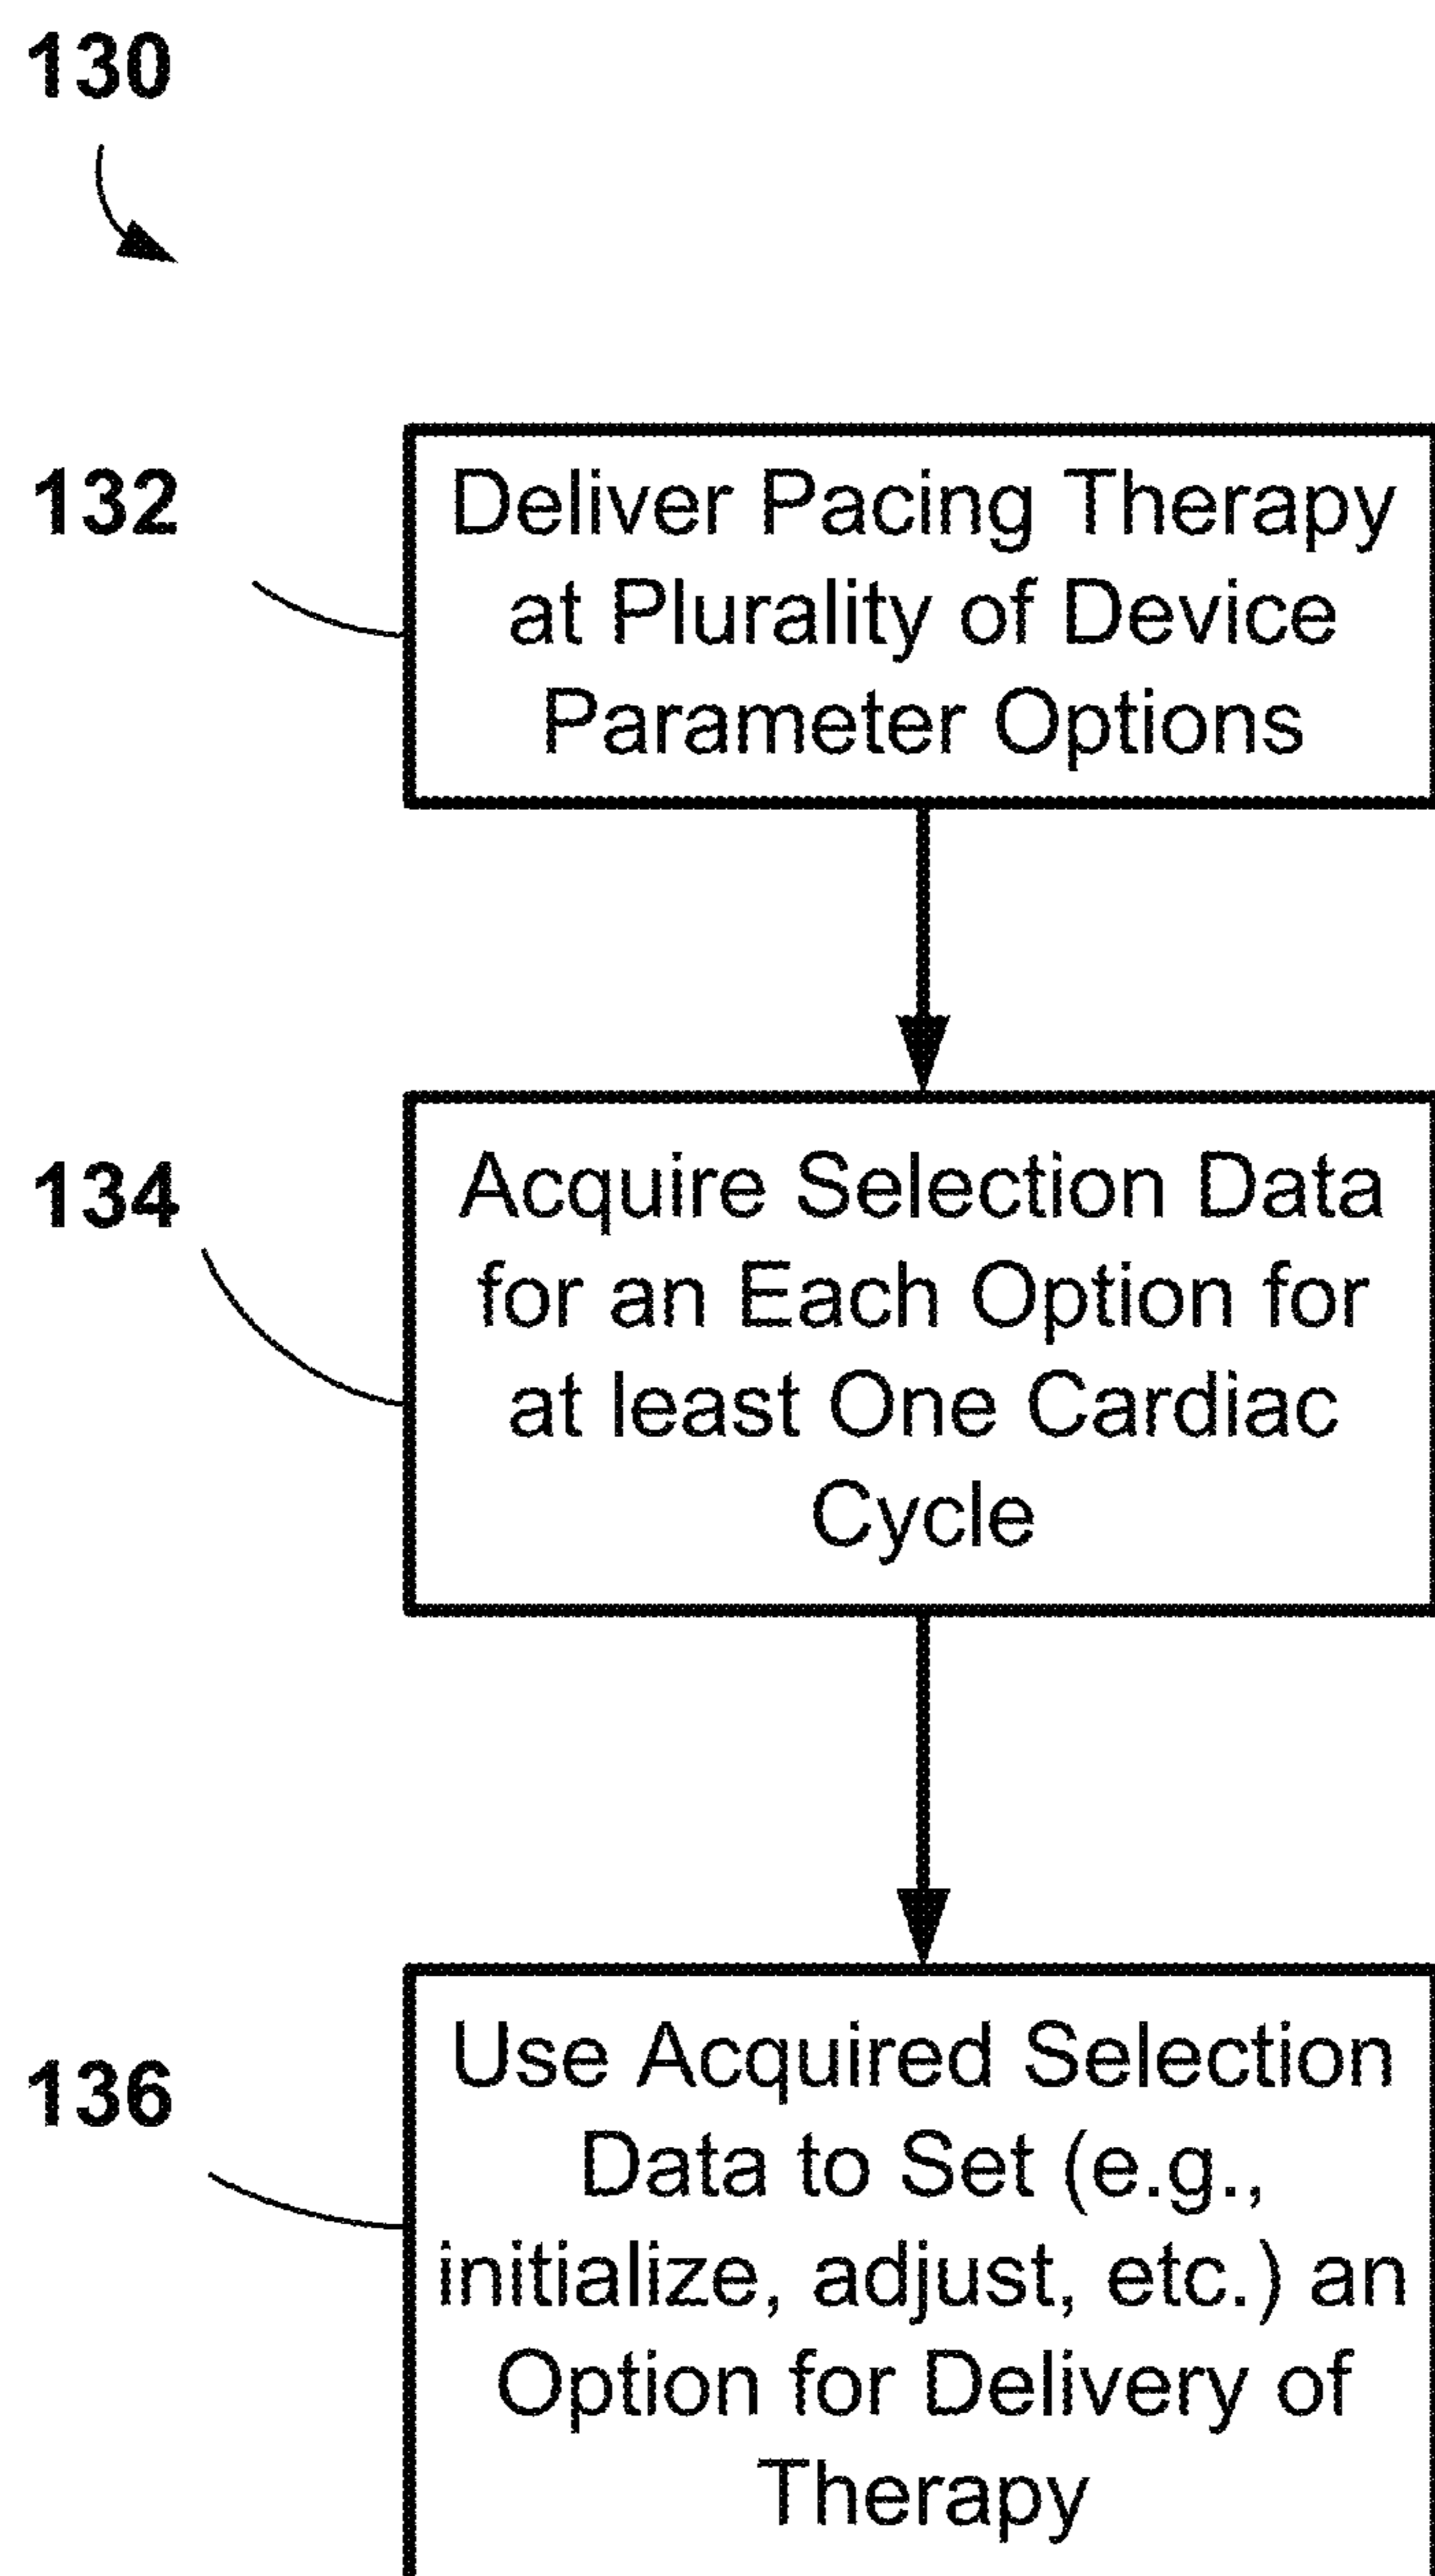 130
132
Deliver Pacing Therapy
at Plurality of Device
Parameter Options
134
Acquire Selection Data
for an Each Option for
at least One Cardiac
Cycle
136
Use Acquired Selection
Data to Set (e.g.,
initialize, adjust, etc.) an
Option for Delivery of
Therapy